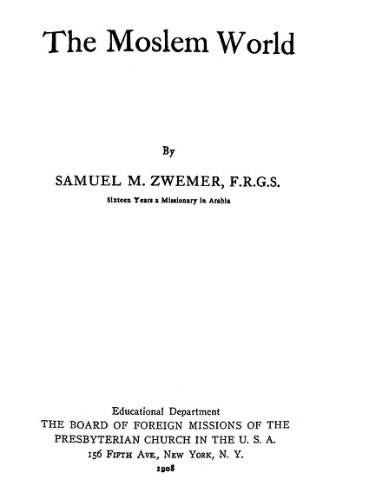 The Moslem World
By
SAMUEL M. ZWEMER, F.R.G.S.
Sixteen Years a Missionary in Arabia
Educational Department
THE BOARD OF FOREIGN MISSIONS OF THE
PRESBYTERIAN CHURCH IN THE U. S. A.
156 FIFTH AVE., NEW YORK, N. Y.
1908